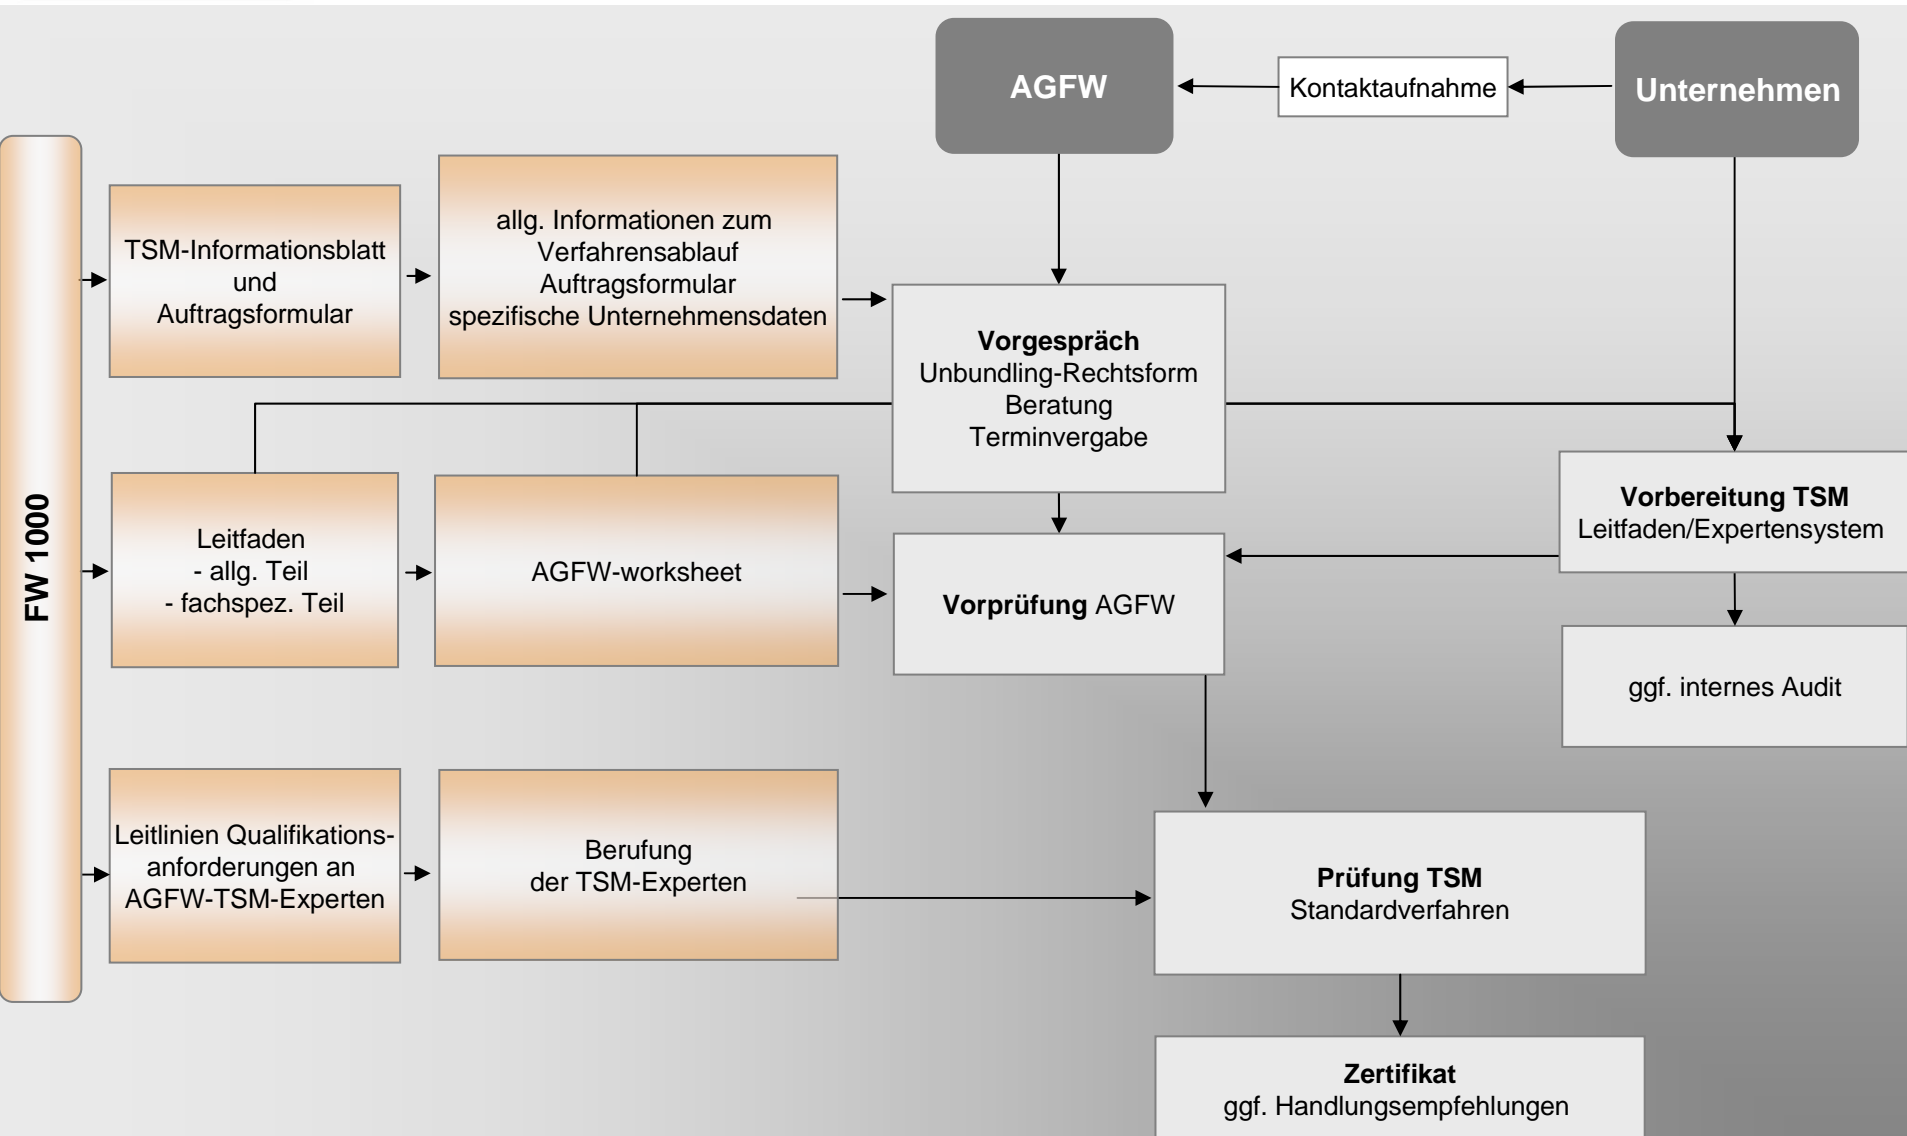 AGFW
Kontaktaufnahme
Unternehmen
FW 1000
TSM-Informationsblatt
und
Auftragsformular
allg. Informationen zum
Verfahrensablauf
Auftragsformular
spezifische Unternehmensdaten
Vorgespräch
Unbundling-Rechtsform
Beratung
Terminvergabe
Leitfaden
- allg. Teil
- fachspez. Teil
AGFW-worksheet
Vorprüfung AGFW
Vorbereitung TSM
Leitfaden/Expertensystem
ggf. internes Audit
Leitlinien Qualifikations-
anforderungen an
AGFW-TSM-Experten
Berufung
der TSM-Experten
Prüfung TSM
Standardverfahren
Zertifikat
ggf. Handlungsempfehlungen